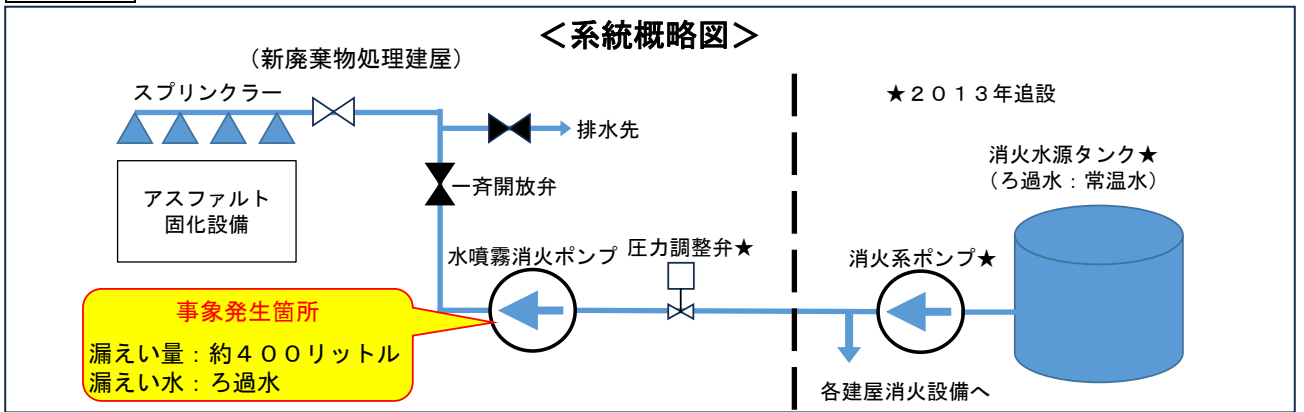 ＜系統概略図＞
（新廃棄物処理建屋）
スプリンクラー
★２０１３年追設
排水先
消火水源タンク★
（ろ過水：常温水）
一斉開放弁
アスファルト
固化設備
水噴霧消火ポンプ
圧力調整弁★
消火系ポンプ★
事象発生箇所
漏えい量：約４００リットル
漏えい水：ろ過水
各建屋消火設備へ